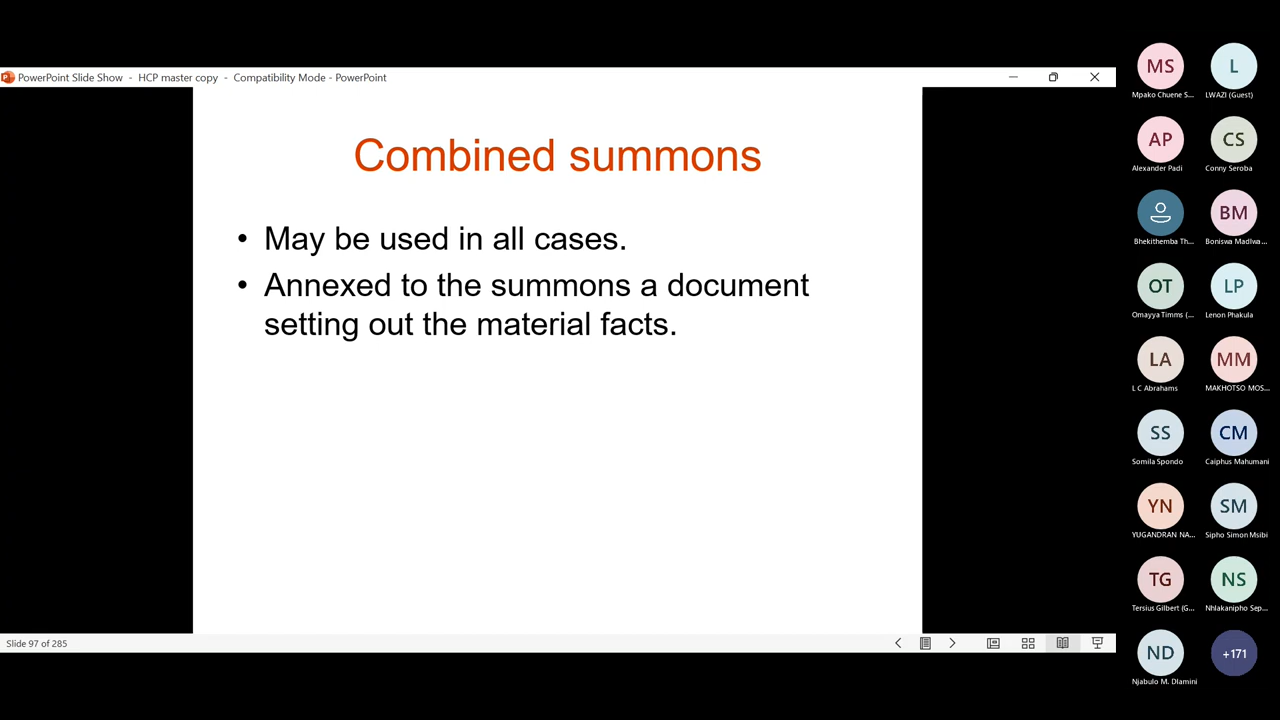 PowerPoint Slide Show - HCP master copy - Compatibility Mode - PowerPoint
Combined summons
• May be used in all cases.
• Annexed to the summons a document
setting out the material facts.
Slide 97 of 285
MS
L
Mpako Chuene S...
LWAZI (Guest)
AP
CS
Alexander Padi
Conny Seroba
BM
Bhekithemba Th...
Boniswa Madlwa...
OT
LP
Omayya Timms (...
Lenon Phakula
LA
MM
L C Abrahams
MAKHOTSO MOS...
SS
CM
Somila Spondo
Caiphus Mahumani
YN
SM
YUGANDRAN NA...
Sipho Simon Msibi
TG
NS
Tersius Gilbert (G...
Nhlakanipho Sep...
ND
+171
Njabulo M. Dlamini